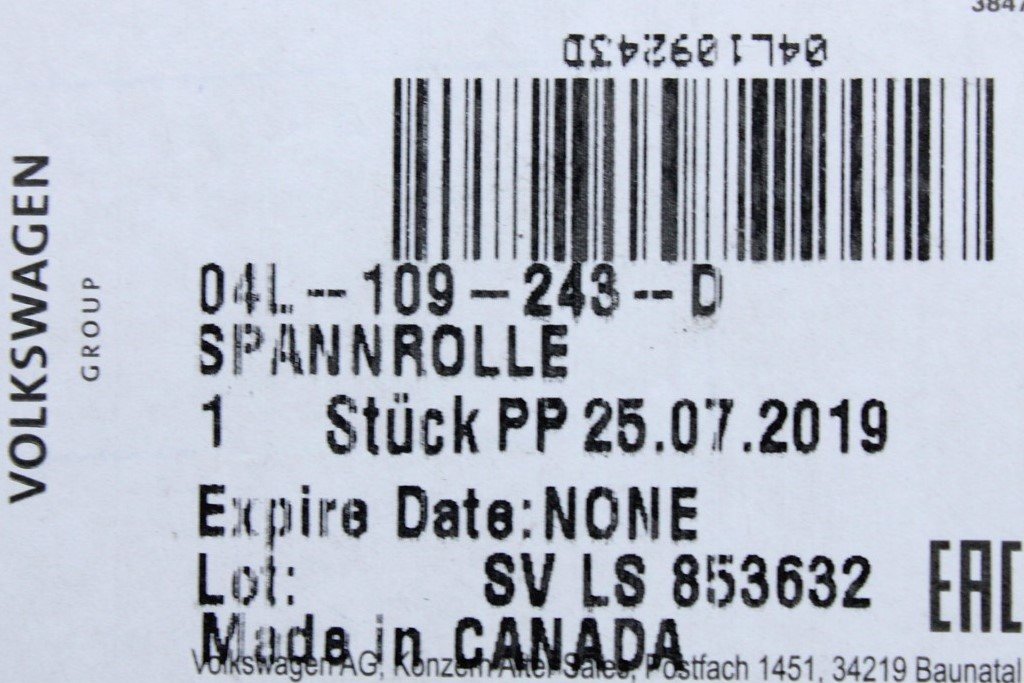 3847
04L109243D
VOLKSWAGEN
GROUP
04L--109-243--D
SPANNROLLE
1 Stück PP 25.07.2019
Expire Date:NONE
Lot: SV LS 853632
EAC
Made in CANADA
Volkswagen AG, Konzern After Sales, Postfach 1451, 34219 Baunatal